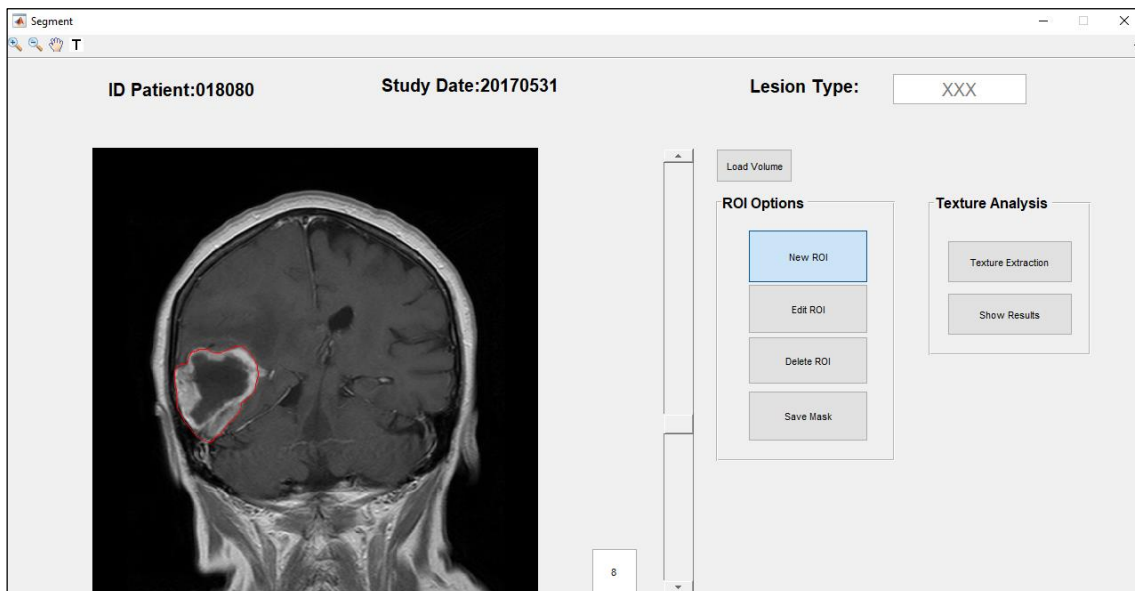 Segment
T
ID Patient:018080
Study Date:20170531
Lesion Type:
XXX
Load Volume
ROI Options
New ROI
Edit ROI
Delete ROI
Save Mask
Texture Analysis
Texture Extraction
Show Results
8